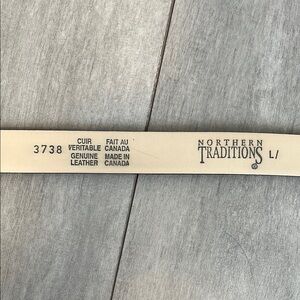 3738
CUIR
VERITABLE
GENUINE
LEATHER
FAIT AU
CANADA
MADE IN
CANADA
NORTHERN
TRADITIONS
L/